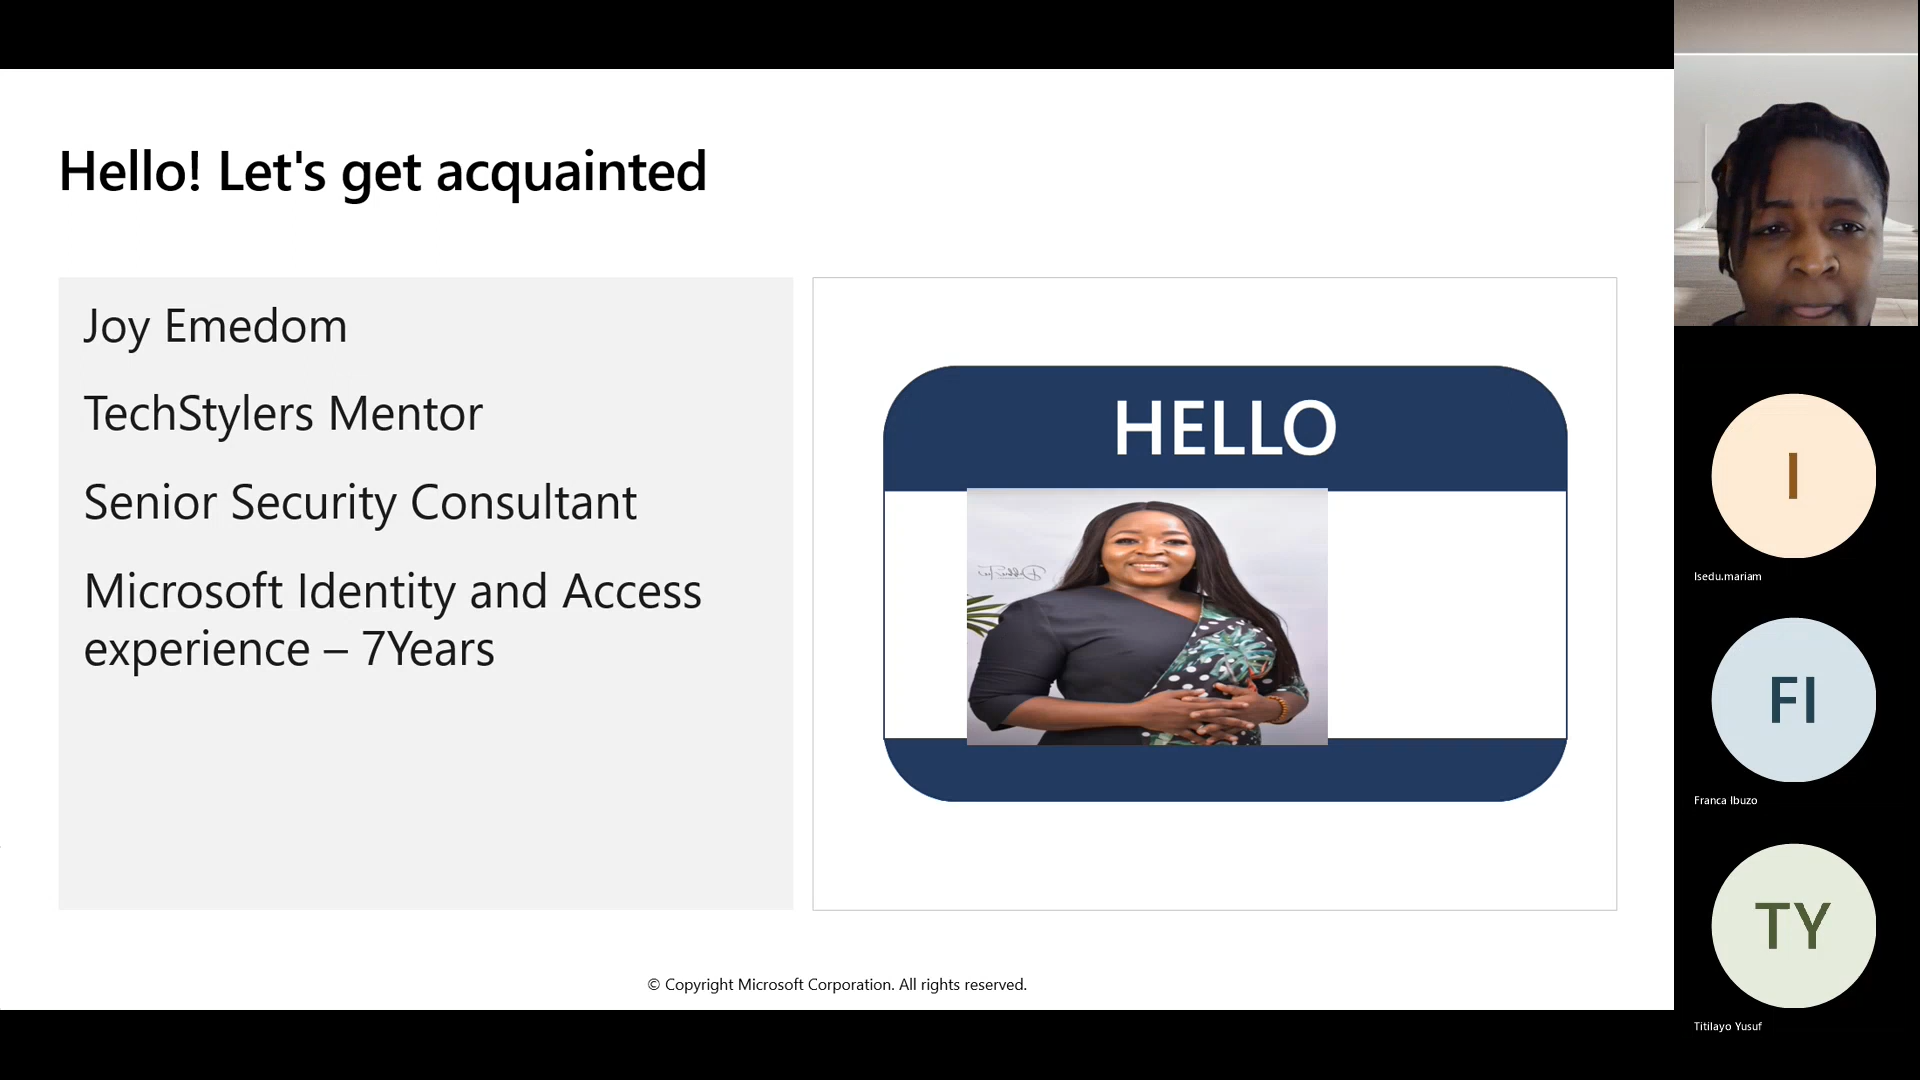 Hello! Let's get acquainted
Joy Emedom
TechStylers Mentor
Senior Security Consultant
Microsoft Identity and Access
experience – 7Years
HELLO
© Copyright Microsoft Corporation. All rights reserved.
I
Isedu.mariam
FI
Franca Ibuzo
TY
Titilayo Yusuf